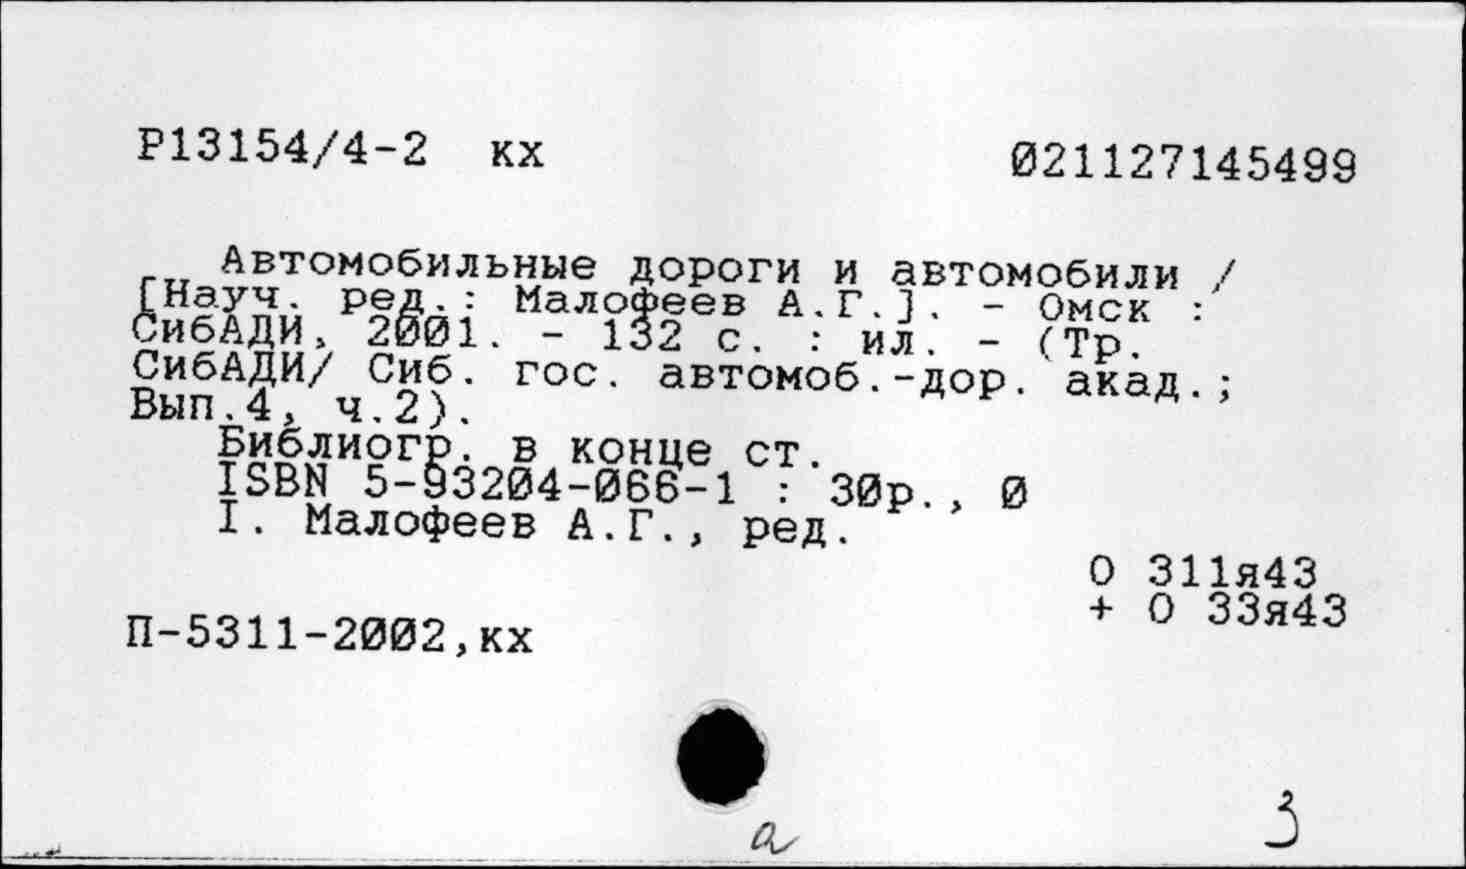 Р13154/4-2 кх
021127145499
Автомобильные дороги и автомобили /
[Науч. ред.: Малофеев А.Г.]. - Омск :
СибАДИ, 2001. - 132 с. : ил. - (Тр.
СибАДИ/ Сиб. гос. автомоб.-дор. акад.;
Вып.4, ч.2).
Библиогр. в конце ст.
ISBN 5-93204-066-1 : 30р., 0
I. Малофеев А.Г., ред.
О 311я43
+ О 33я43
П-5311-2002,кх
а
3